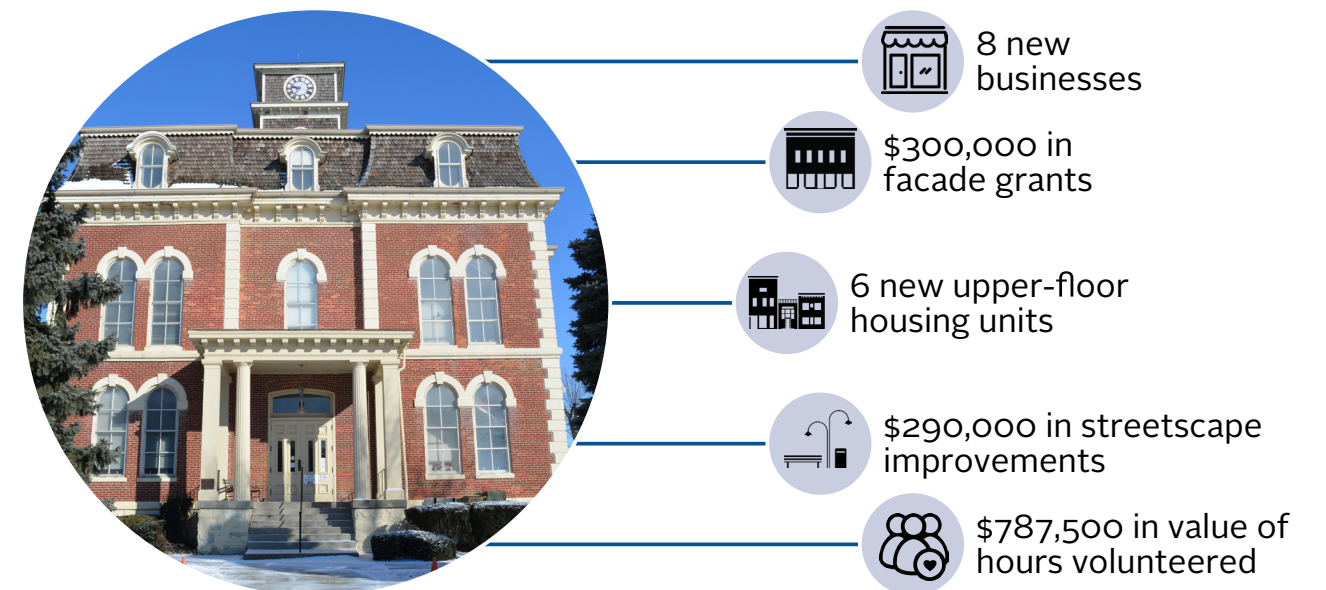 8 new
businesses
$300,000 in
facade grants
6 new upper-floor
housing units
$290,000 in streetscape
improvements
$787,500 in value of
hours volunteered